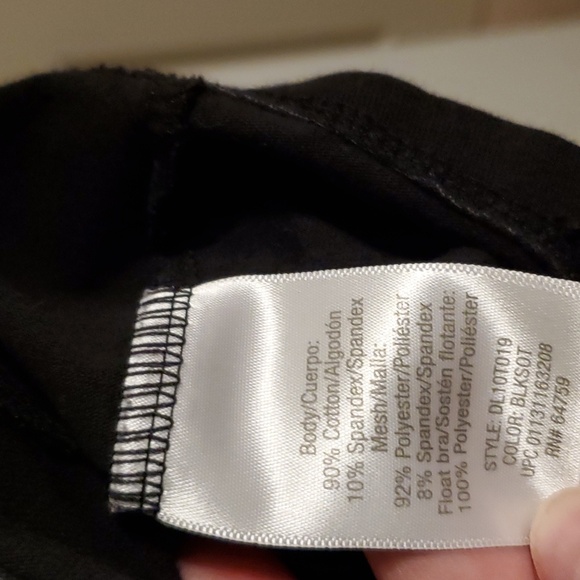 Body/Cuerpo:
90% Cotton/Algodón
10% Spandex/Spandex
Mesh/Malla:
92% Polyester/Poliéster
8% Spandex/Spandex
Float bra/Sostén flotante:
100% Polyester/Poliéster
STYLE: DL10T019
COLOR: BLKSOT
UPC 01131163208
RN# 64759